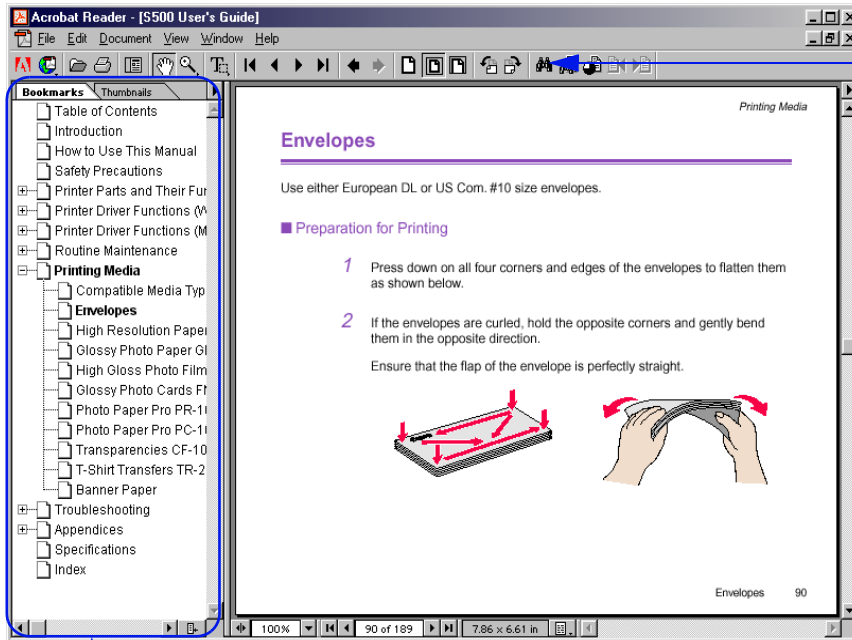 Acrobat Reader - [S500 User's Guide]
File Edit Document View Window Help
Bookmarks Thumbnails
Table of Contents
Introduction
How to Use This Manual
Safety Precautions
Printer Parts and Their Fur
Printer Driver Functions (W
Printer Driver Functions (M
Routine Maintenance
Printing Media
Compatible Media Typ
Envelopes
High Resolution Paper
Glossy Photo Paper Gl
High Gloss Photo Film
Glossy Photo Cards FM
Photo Paper Pro PR-10
Photo Paper Pro PC-10
Transparencies CF-10
T-Shirt Transfers TR-2
Banner Paper
Troubleshooting
Appendices
Specifications
Index
Printing Media
Envelopes
Use either European DL or US Com. #10 size envelopes.
Preparation for Printing
1 Press down on all four corners and edges of the envelopes to flatten them
as shown below.
2 If the envelopes are curled, hold the opposite corners and gently bend
them in the opposite direction.
Ensure that the flap of the envelope is perfectly straight.
Envelopes 90
100% 90 of 189 7.86 x 6.61 in